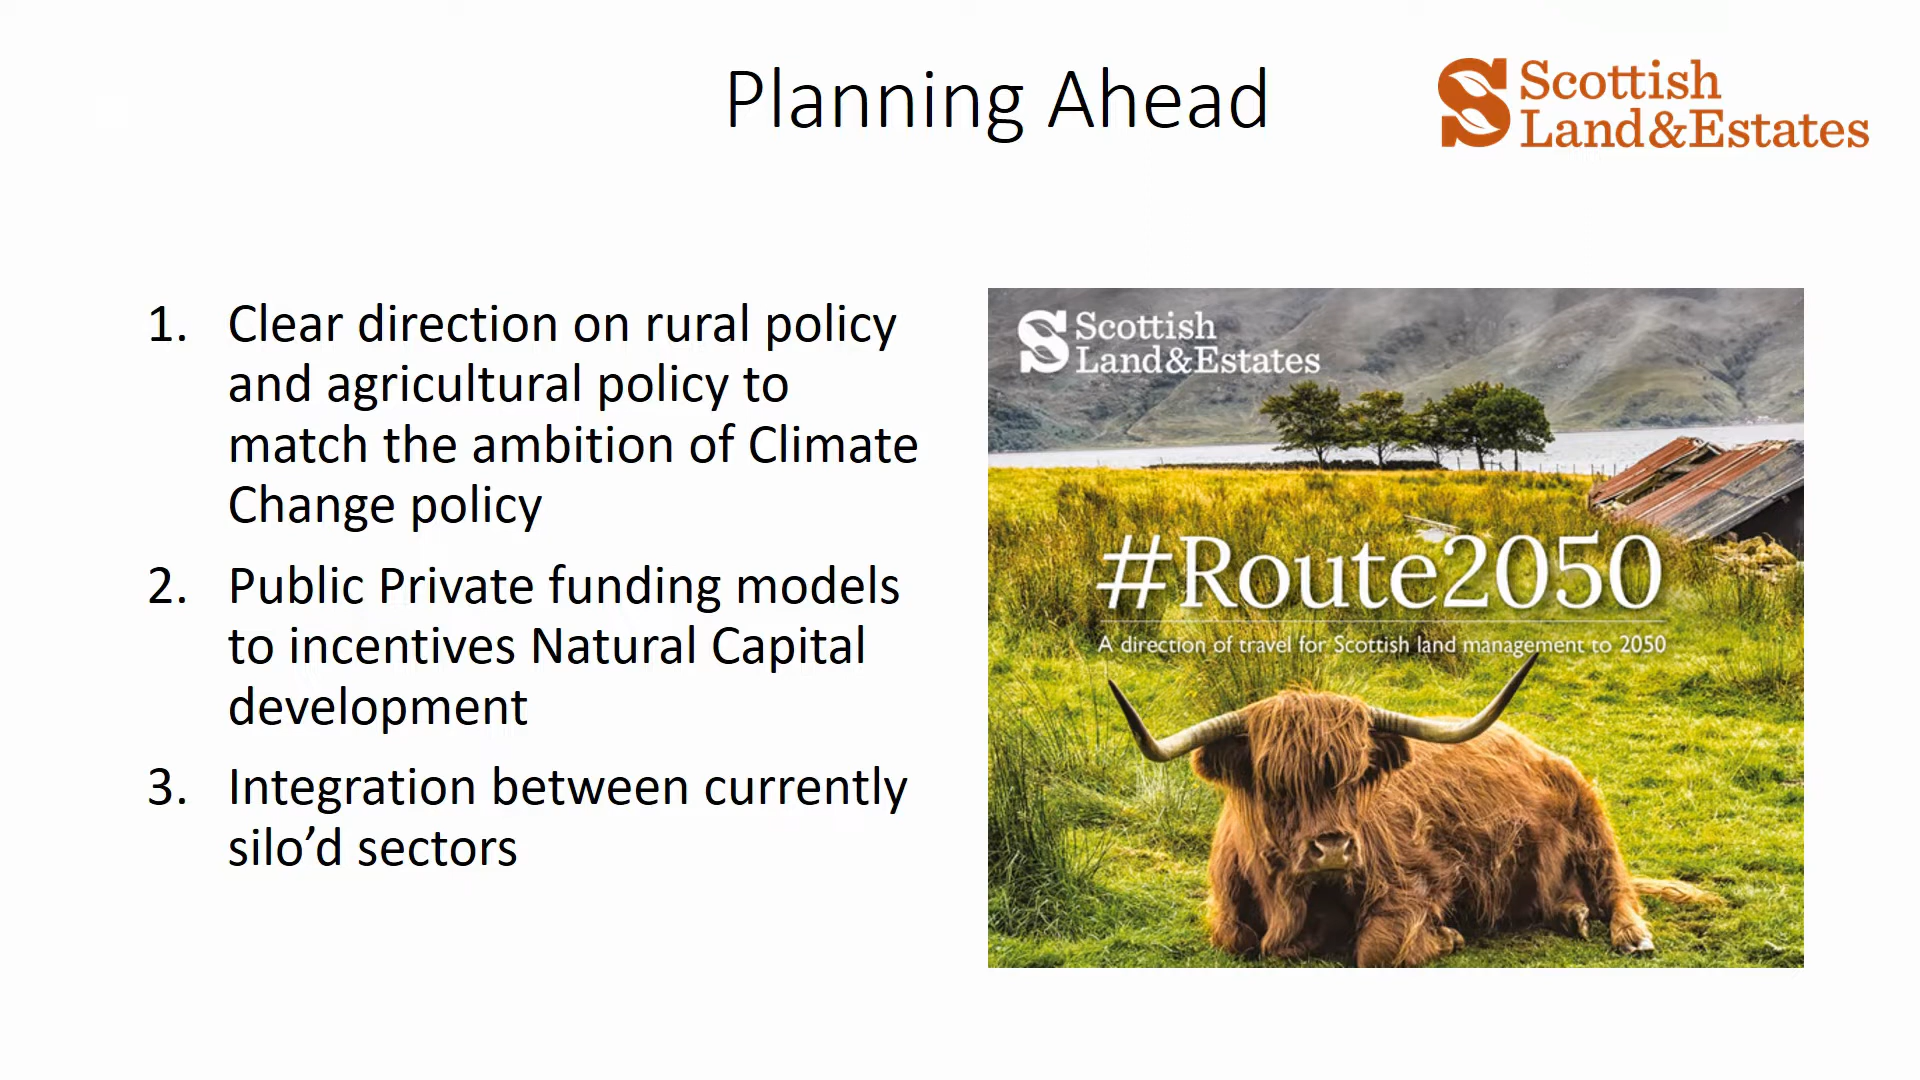 Planning Ahead
Scottish
Land&Estates
1. Clear direction on rural policy
and agricultural policy to
match the ambition of Climate
Change policy
2. Public Private funding models
to incentives Natural Capital
development
3. Integration between currently
silo’d sectors
Scottish
Land&Estates
#Route2050
A direction of travel for Scottish land management to 2050